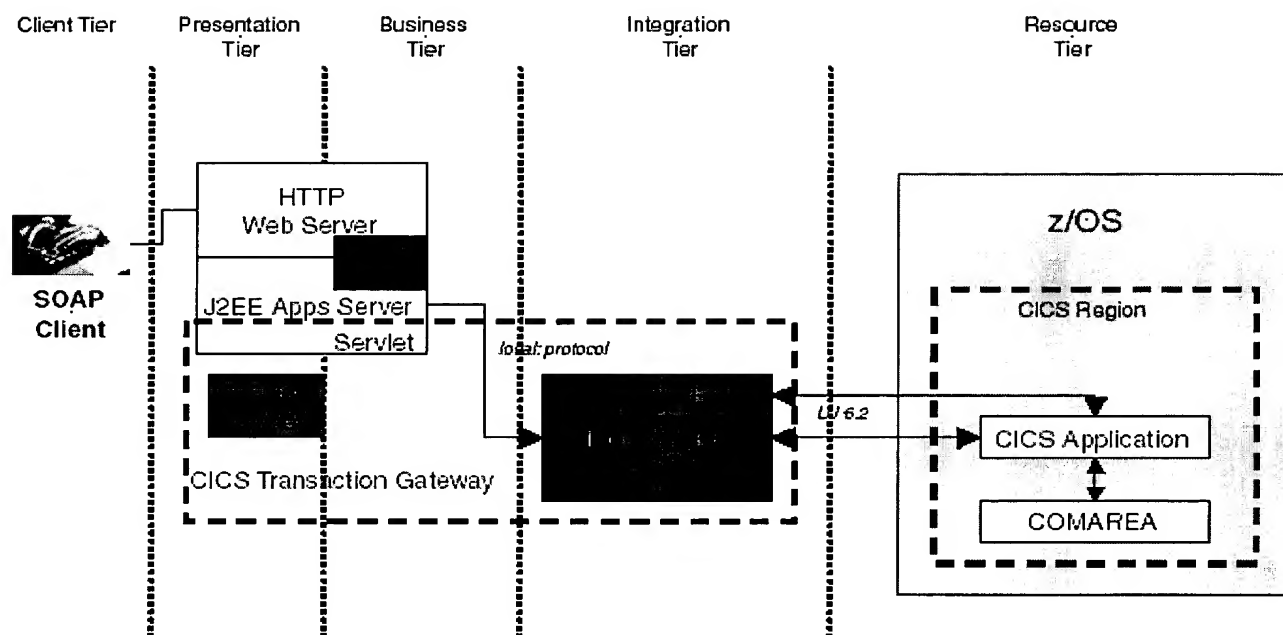 Client Tier
Presentation
Tier
Business
Tier
Integration
Tier
Resource
Tier
HTTP
Web Server
z/OS
SOAP
Client
J2EE Apps Server
CICS Region
Servlet
local: protocol
LU 6.2
CICS Application
CICS Transaction Gateway
COMAREA